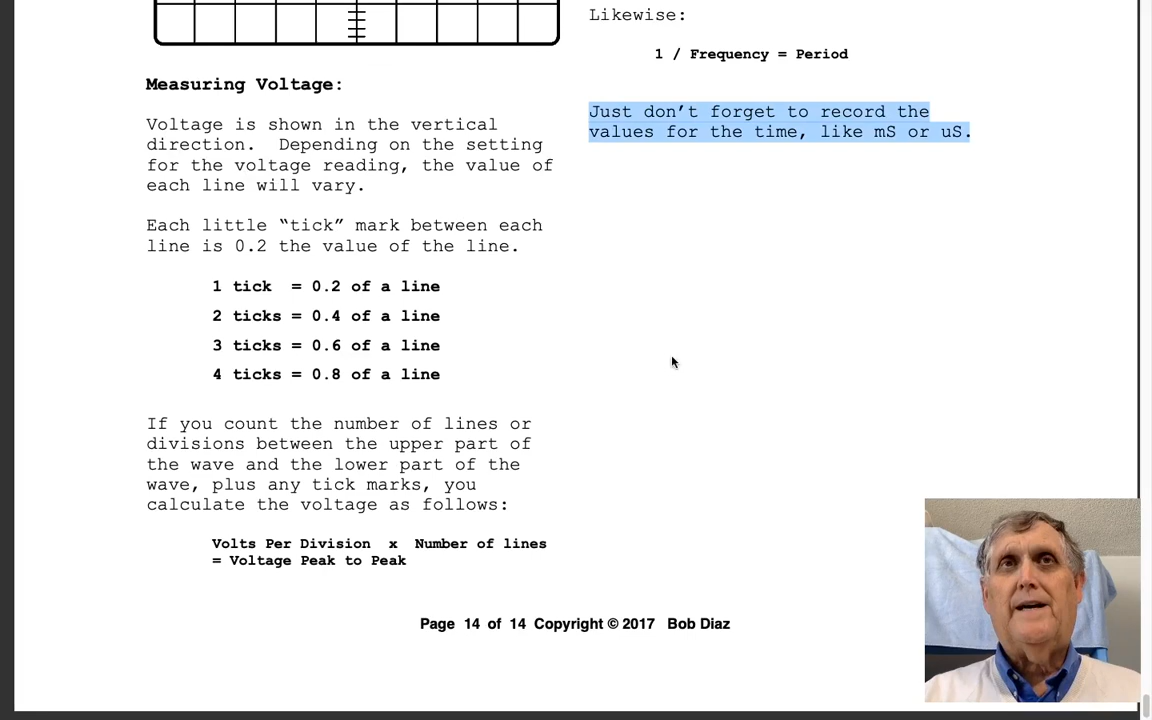 Measuring Voltage:
Voltage is shown in the vertical
direction.  Depending on the setting
for the voltage reading, the value of
each line will vary.
Each little “tick” mark between each
line is 0.2 the value of the line.
1 tick  = 0.2 of a line
2 ticks = 0.4 of a line
3 ticks = 0.6 of a line
4 ticks = 0.8 of a line
If you count the number of lines or
divisions between the upper part of
the wave and the lower part of the
wave, plus any tick marks, you
calculate the voltage as follows:
Volts Per Division  x  Number of lines
= Voltage Peak to Peak
Likewise:
1 / Frequency = Period
Just don’t forget to record the
values for the time, like mS or uS.
Page 14 of 14 Copyright © 2017 Bob Diaz